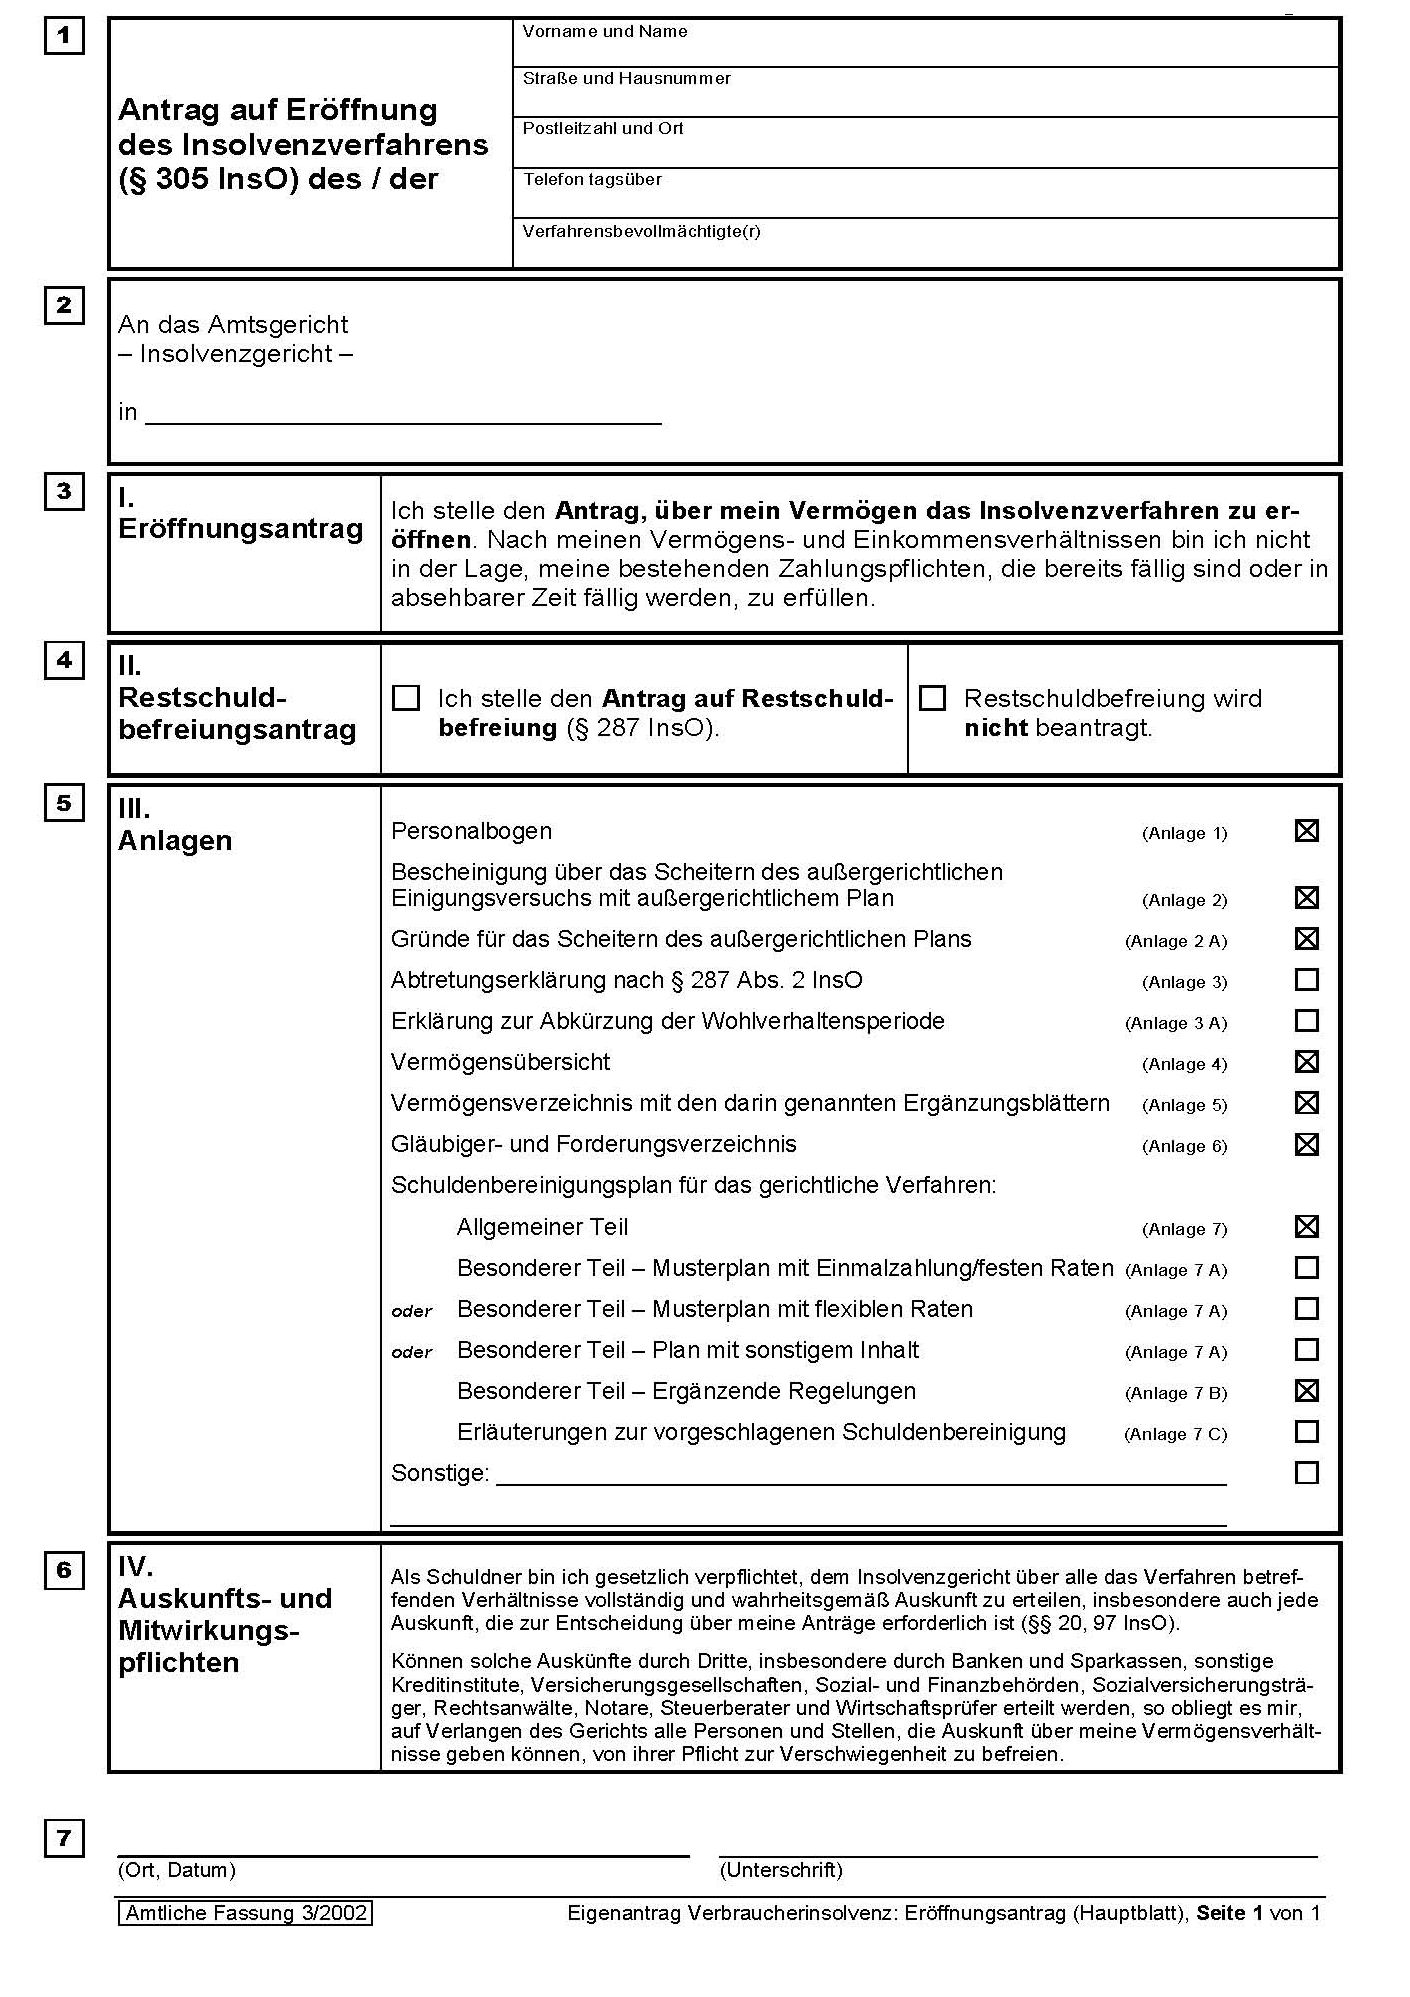 1
Antrag auf Eröffnung
des Insolvenzverfahrens
(§ 305 InsO) des / der
Vorname und Name
Straße und Hausnummer
Postleitzahl und Ort
Telefon tagsüber
Verfahrensbevollmächtigte(r)
2
An das Amtsgericht
– Insolvenzgericht –
in
3
I.
Eröffnungsantrag
Ich stelle den Antrag, über mein Vermögen das Insolvenzverfahren zu er-
öffnen. Nach meinen Vermögens- und Einkommensverhältnissen bin ich nicht
in der Lage, meine bestehenden Zahlungspflichten, die bereits fällig sind oder in
absehbarer Zeit fällig werden, zu erfüllen.
4
II.
Restschuld-
befreiungsantrag
Ich stelle den Antrag auf Restschuld-
befreiung (§ 287 InsO).
Restschuldbefreiung wird
nicht beantragt.
5
III.
Anlagen
Personalbogen (Anlage 1)
Bescheinigung über das Scheitern des außergerichtlichen
Einigungsversuchs mit außergerichtlichem Plan (Anlage 2)
Gründe für das Scheitern des außergerichtlichen Plans (Anlage 2 A)
Abtretungserklärung nach § 287 Abs. 2 InsO (Anlage 3)
Erklärung zur Abkürzung der Wohlverhaltensperiode (Anlage 3 A)
Vermögensübersicht (Anlage 4)
Vermögensverzeichnis mit den darin genannten Ergänzungsblättern (Anlage 5)
Gläubiger- und Forderungsverzeichnis (Anlage 6)
Schuldenbereinigungsplan für das gerichtliche Verfahren:
Allgemeiner Teil (Anlage 7)
Besonderer Teil – Musterplan mit Einmalzahlung/festen Raten (Anlage 7 A)
oder Besonderer Teil – Musterplan mit flexiblen Raten (Anlage 7 A)
oder Besonderer Teil – Plan mit sonstigem Inhalt (Anlage 7 A)
Besonderer Teil – Ergänzende Regelungen (Anlage 7 B)
Erläuterungen zur vorgeschlagenen Schuldenbereinigung (Anlage 7 C)
Sonstige:
6
IV.
Auskunfts- und
Mitwirkungs-
pflichten
Als Schuldner bin ich gesetzlich verpflichtet, dem Insolvenzgericht über alle das Verfahren betref-
fenden Verhältnisse vollständig und wahrheitsgemäß Auskunft zu erteilen, insbesondere auch jede
Auskunft, die zur Entscheidung über meine Anträge erforderlich ist (§§ 20, 97 InsO).
Können solche Auskünfte durch Dritte, insbesondere durch Banken und Sparkassen, sonstige
Kreditinstitute, Versicherungsgesellschaften, Sozial- und Finanzbehörden, Sozialversicherungsträ-
ger, Rechtsanwälte, Notare, Steuerberater und Wirtschaftsprüfer erteilt werden, so obliegt es mir,
auf Verlangen des Gerichts alle Personen und Stellen, die Auskunft über meine Vermögensverhält-
nisse geben können, von ihrer Pflicht zur Verschwiegenheit zu befreien.
7
(Ort, Datum) (Unterschrift)
Amtliche Fassung 3/2002 Eigenantrag Verbraucherinsolvenz: Eröffnungsantrag (Hauptblatt), Seite 1 von 1